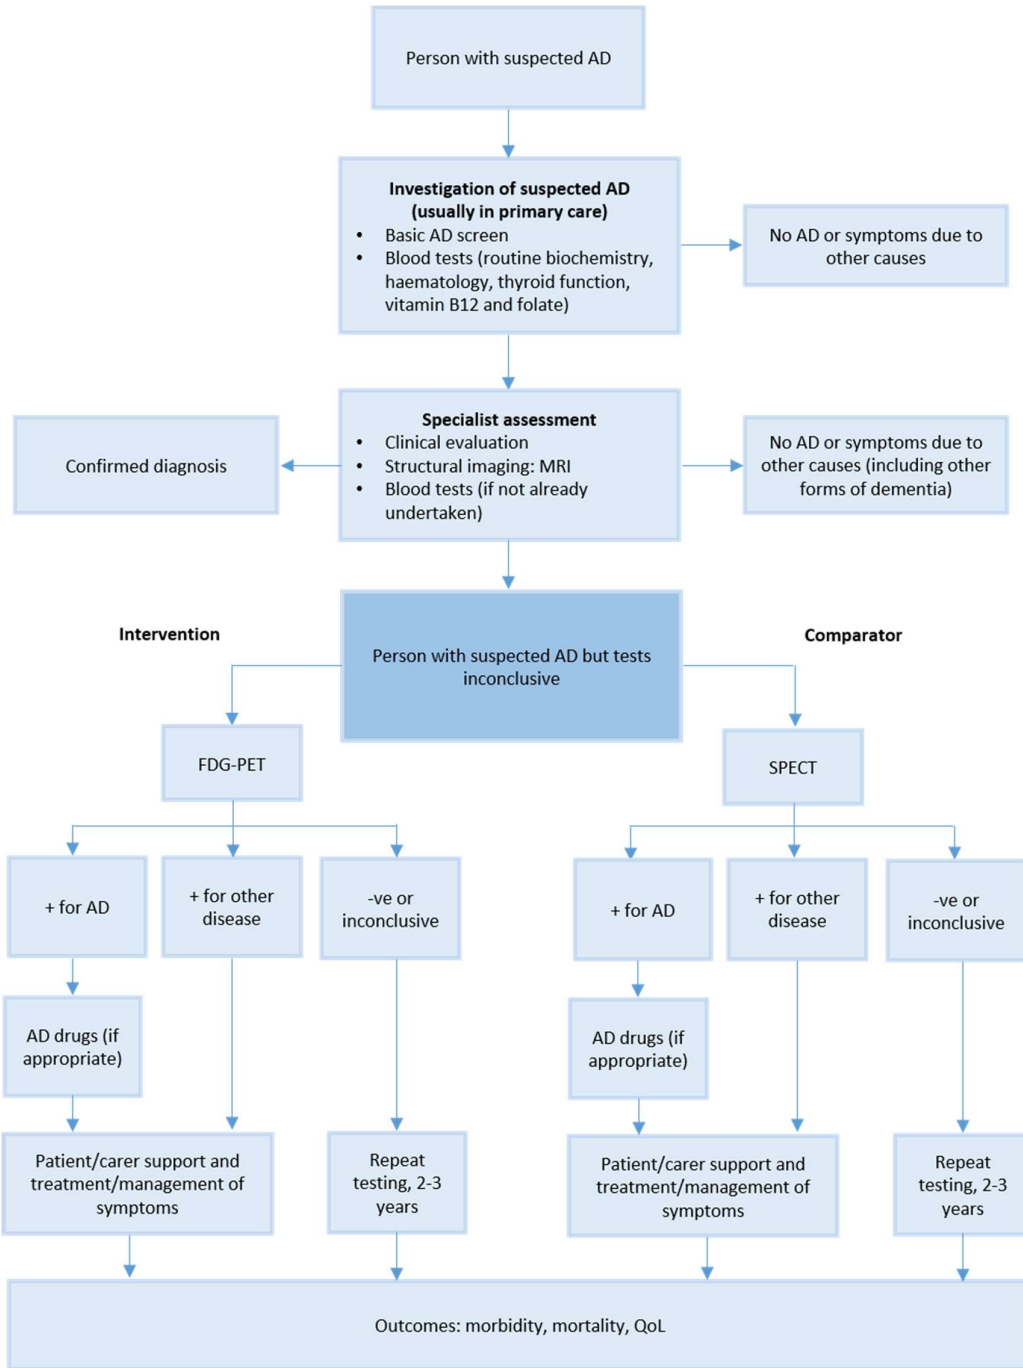 Person with suspected AD
Investigation of suspected AD
(usually in primary care)
• Basic AD screen
• Blood tests (routine biochemistry,
haematology, thyroid function,
vitamin B12 and folate)
No AD or symptoms due to
other causes
Confirmed diagnosis
Specialist assessment
• Clinical evaluation
• Structural imaging: MRI
• Blood tests (if not already
undertaken)
No AD or symptoms due to
other causes (including other
forms of dementia)
Intervention
Person with suspected AD but tests
inconclusive
Comparator
FDG-PET
SPECT
+ for AD
+ for other
disease
-ve or
inconclusive
+ for AD
+ for other
disease
-ve or
inconclusive
AD drugs (if
appropriate)
AD drugs (if
appropriate)
Patient/carer support and
treatment/management of
symptoms
Repeat
testing, 2-3
years
Patient/carer support and
treatment/management of
symptoms
Repeat
testing, 2-3
years
Outcomes: morbidity, mortality, QoL